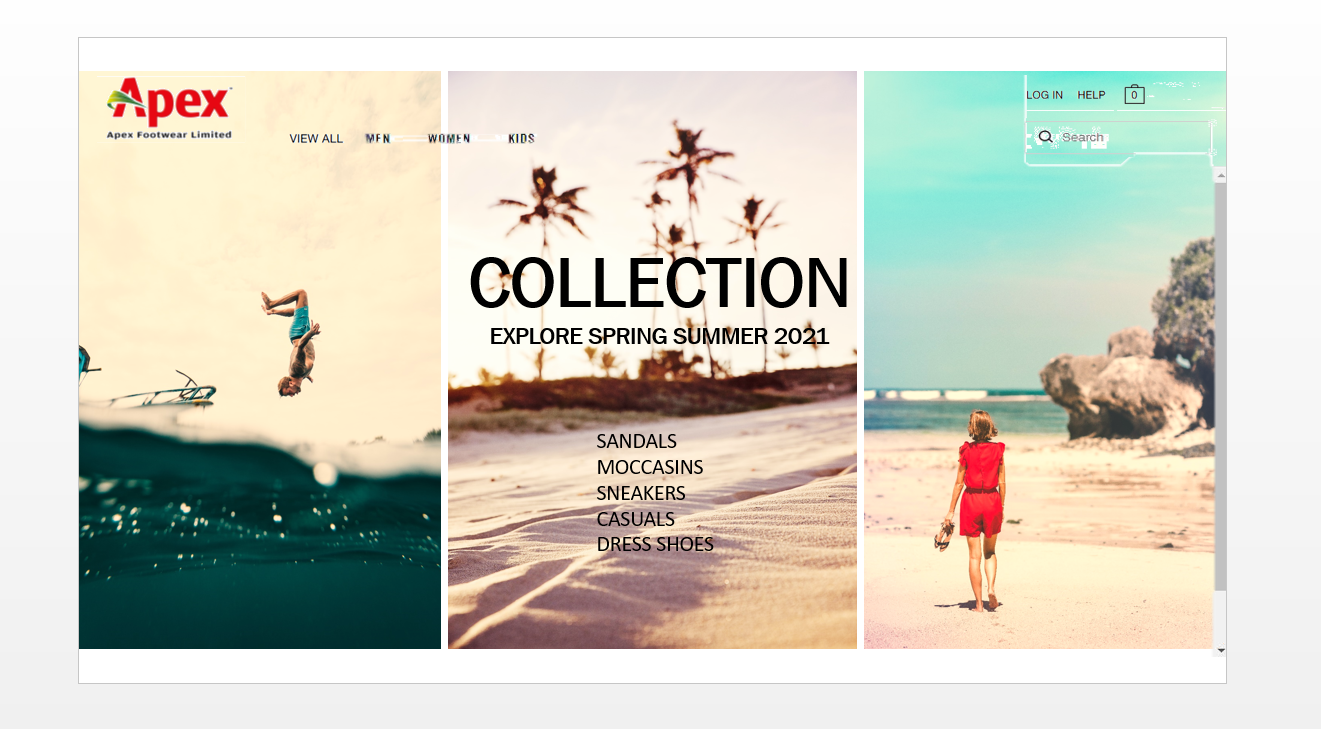 Apex
Apex Footwear Limited
VIEW ALL MEN WOMEN KIDS
LOG IN HELP 0
Search
COLLECTION
EXPLORE SPRING SUMMER 2021
SANDALS
MOCCASINS
SNEAKERS
CASUALS
DRESS SHOES